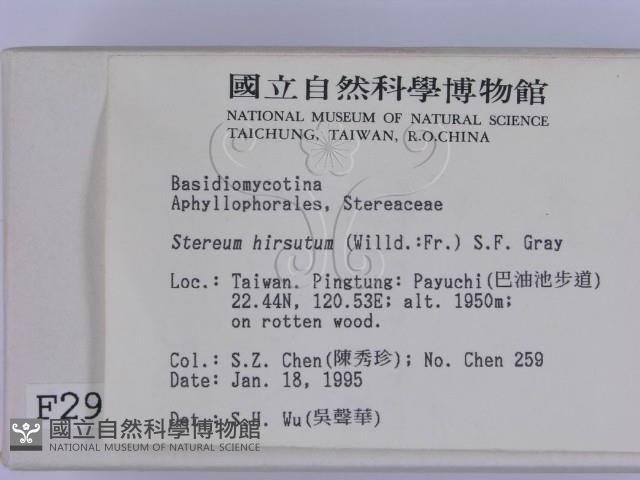 國立自然科學博物館
NATIONAL MUSEUM OF NATURAL SCIENCE
TAICHUNG, TAIWAN, R.O.CHINA
Basidiomycotina
Aphyllophorales, Stereaceae
Stereum hirsutum (Willd.:Fr.) S.F. Gray
Loc.: Taiwan. Pingtung: Payuchi(巴油池步道)
22.44N, 120.53E; alt. 1950m;
on rotten wood.
Col.: S.Z. Chen(陳秀珍); No. Chen 259
Date: Jan. 18, 1995
Det.: S.H. Wu(吳聲華)
F29
國立自然科學博物館
NATIONAL MUSEUM OF NATURAL SCIENCE